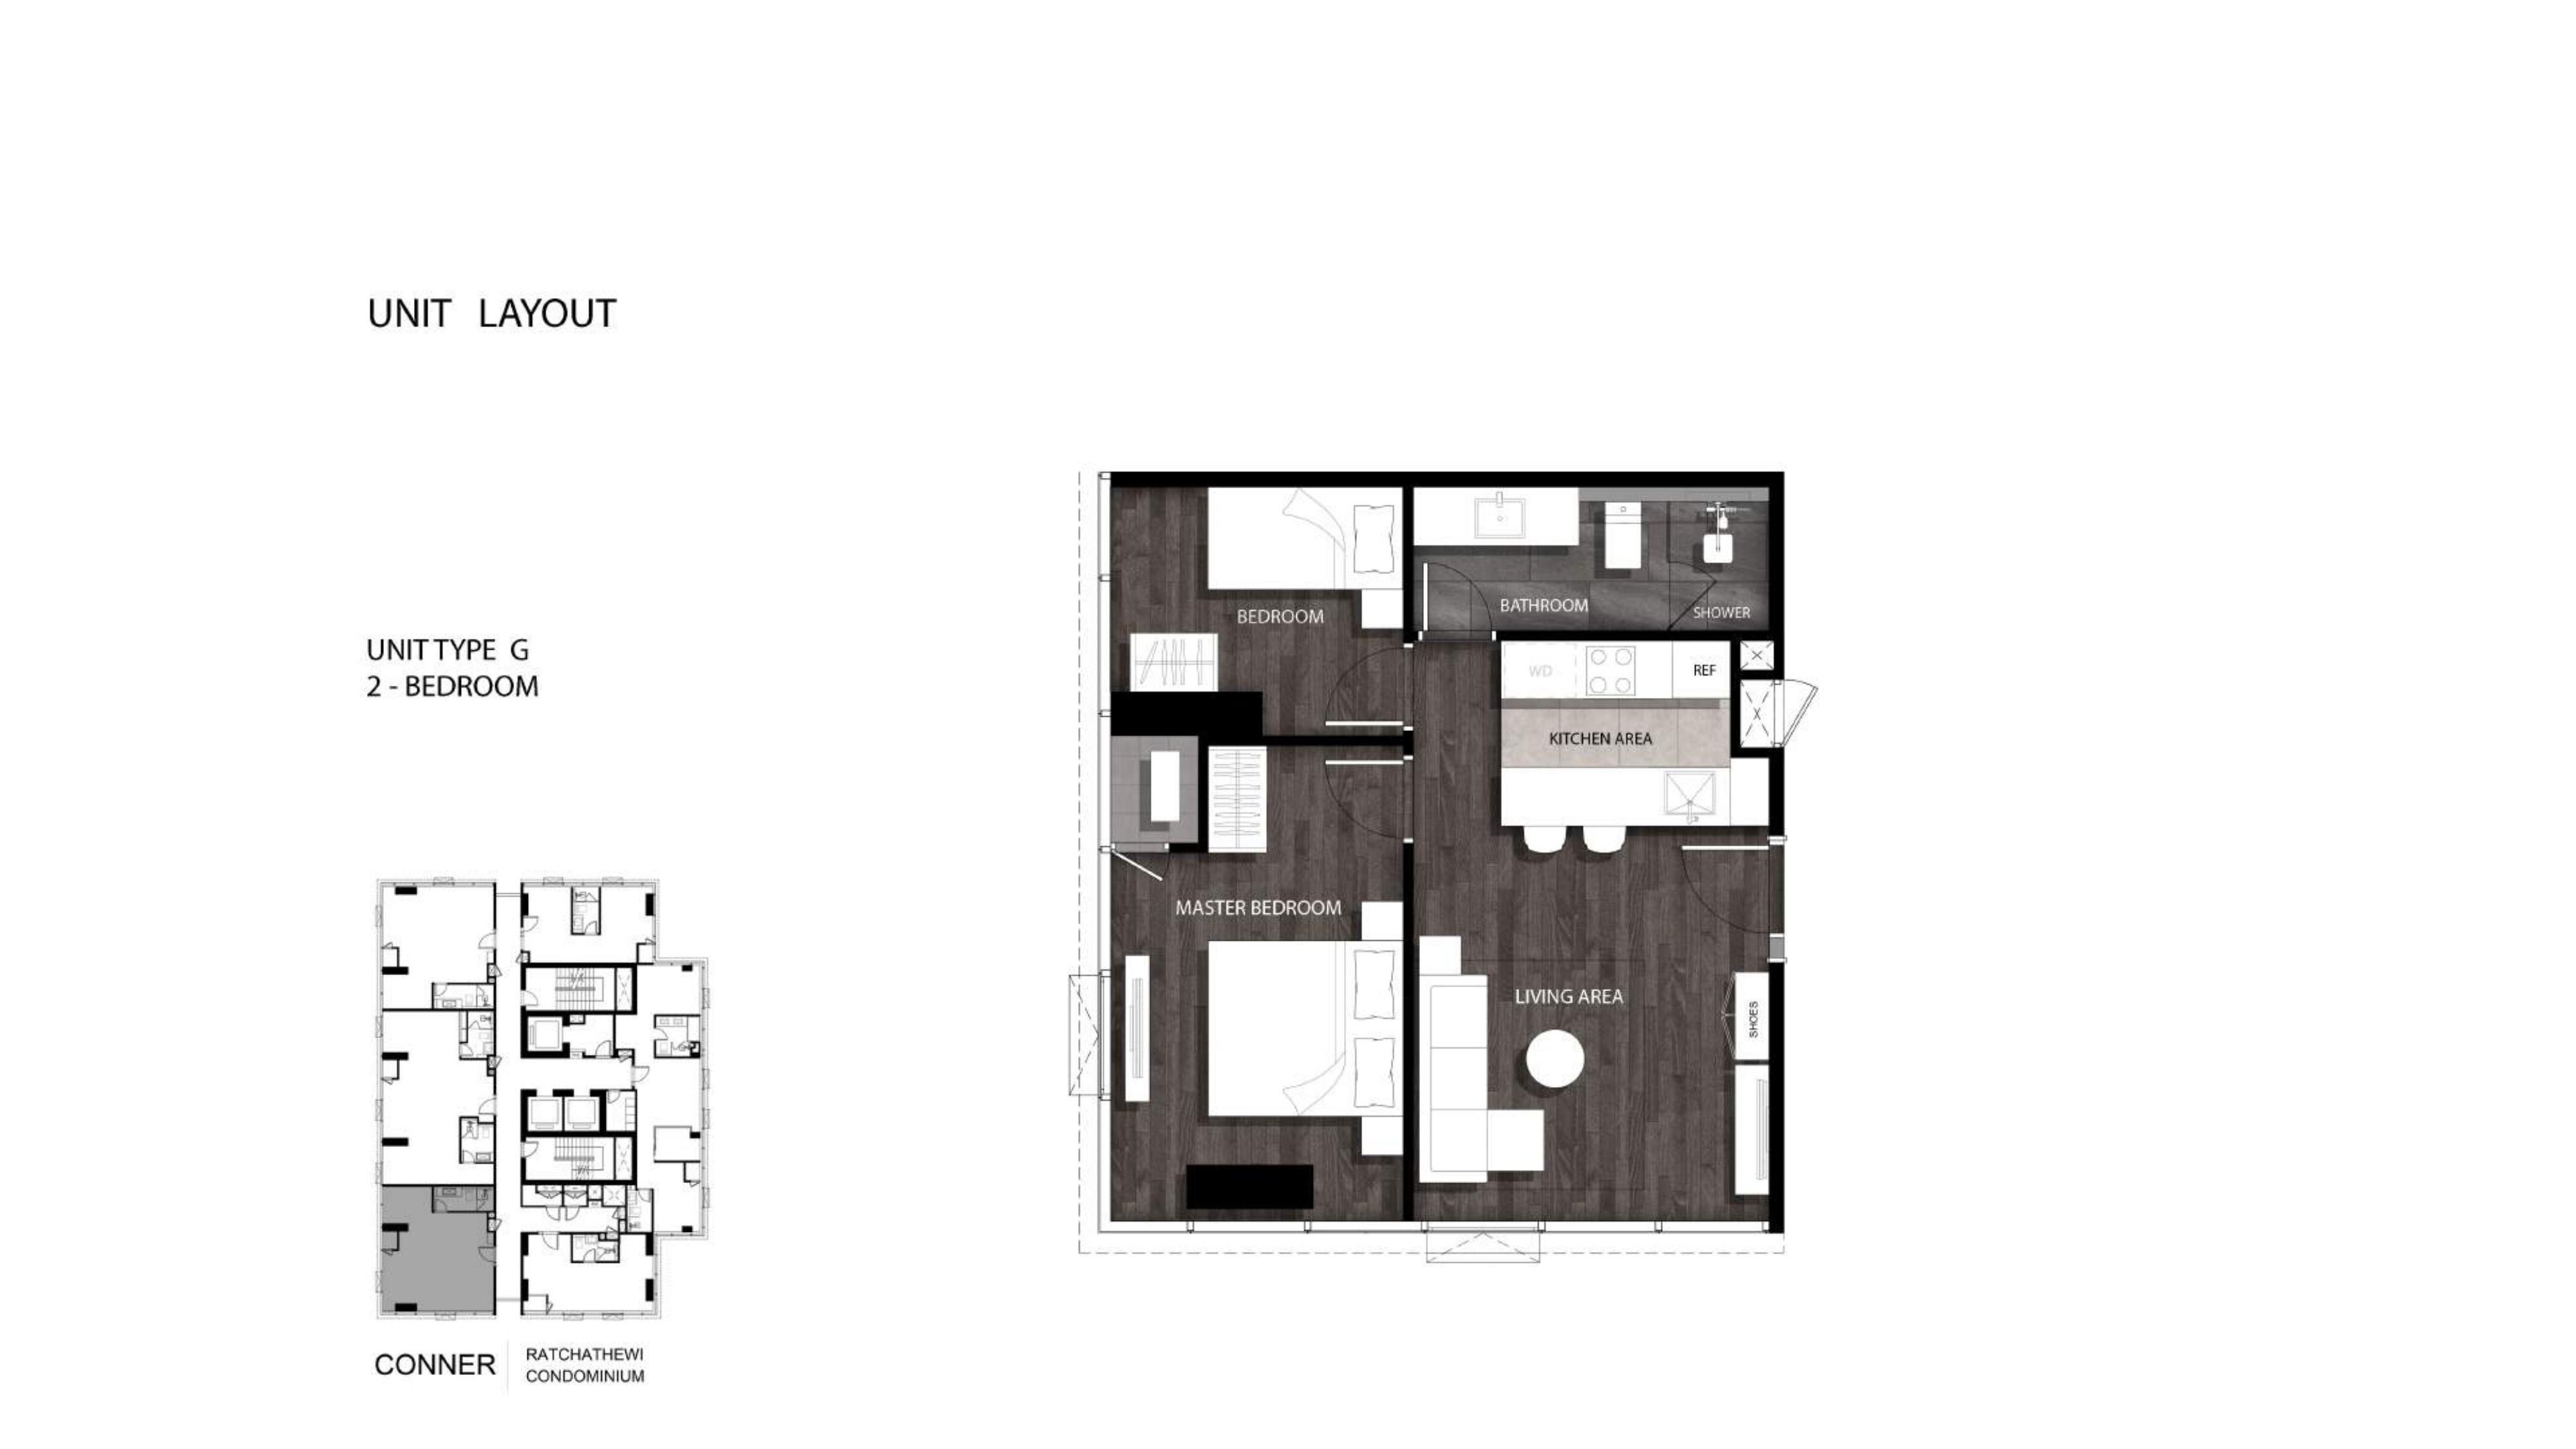 UNIT LAYOUT
UNIT TYPE G
2 - BEDROOM
CONNER
RATCHATHEWI
CONDOMINIUM
BEDROOM
BATHROOM
SHOWER
WD
REF
KITCHEN AREA
MASTER BEDROOM
LIVING AREA
SHOES